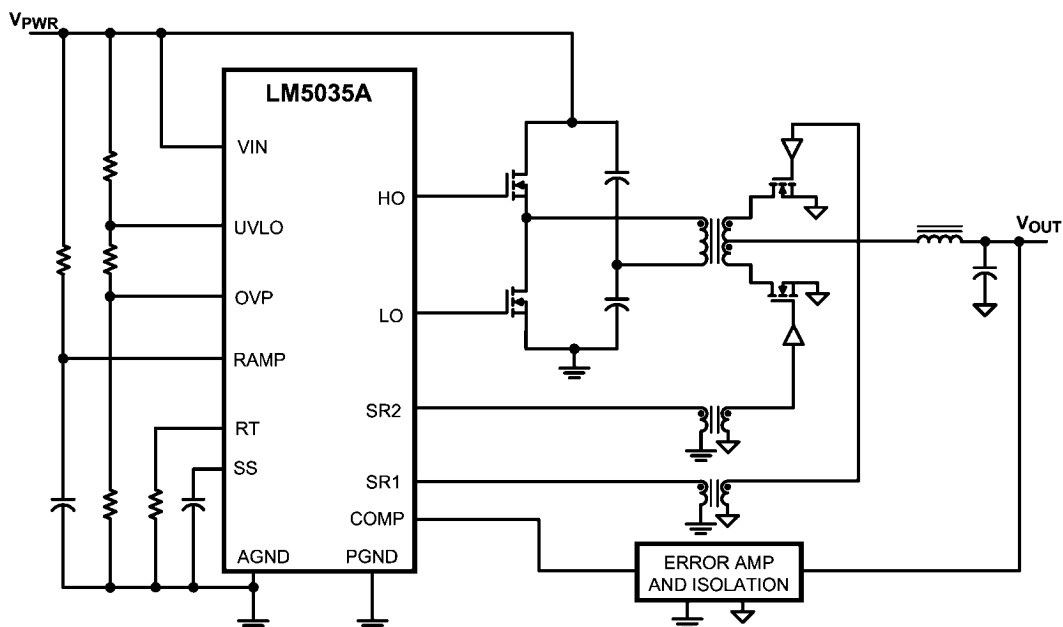 VPWR
LM5035A
VIN
HO
UVLO
VOUT
OVP
LO
RAMP
SR2
RT
SS
SR1
COMP
AGND
PGND
ERROR AMP
AND ISOLATION